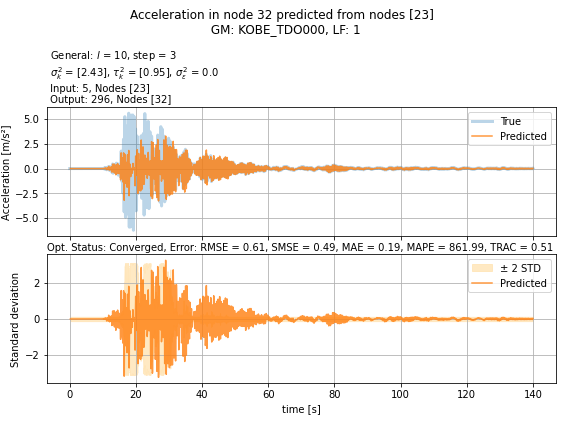 Acceleration in node 32 predicted from nodes [23]
GM: KOBE_TDO000, LF: 1
General: l = 10, step = 3
σ²ₖ = [2.43], τ²ₖ = [0.95], σ²ε = 0.0
Input: 5, Nodes [23]
Output: 296, Nodes [32]
Acceleration [m/s²]
5.0
2.5
0.0
−2.5
−5.0
True
Predicted
Opt. Status: Converged, Error: RMSE = 0.61, SMSE = 0.49, MAE = 0.19, MAPE = 861.99, TRAC = 0.51
Standard deviation
2
0
−2
± 2 STD
Predicted
0 20 40 60 80 100 120 140
time [s]